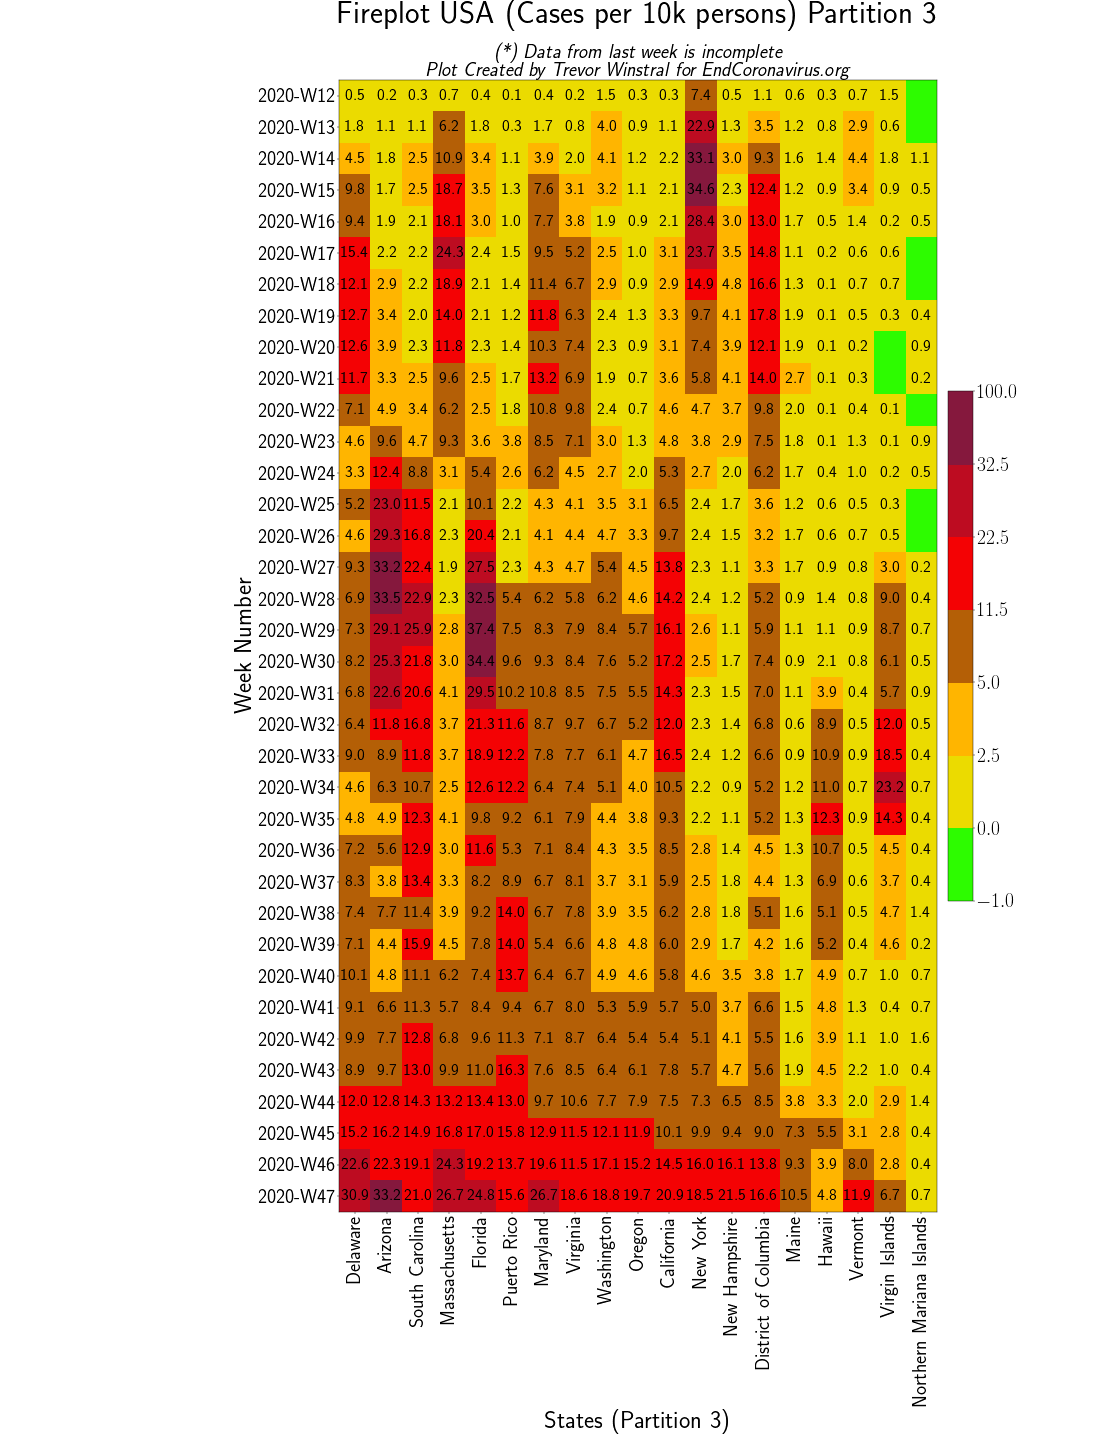 Fireplot USA (Cases per 10k persons) Partition 3
(*) Data from last week is incomplete
Plot Created by Trevor Winstral for EndCoronavirus.org
2020-W12 0.5 0.2 0.3 0.7 0.4 0.1 0.4 0.2 1.5 0.3 0.3 7.4 0.5 1.1 0.6 0.3 0.7 1.5
2020-W13 1.8 1.1 1.1 6.2 1.8 0.3 1.7 0.8 4.0 0.9 1.1 22.9 1.3 3.5 1.2 0.8 2.9 0.6
2020-W14 4.5 1.8 2.5 10.9 3.4 1.1 3.9 2.0 4.1 1.2 2.2 33.1 3.0 9.3 1.6 1.4 4.4 1.8 1.1
2020-W15 9.8 1.7 2.5 18.7 3.5 1.3 7.6 3.1 3.2 1.1 2.1 34.6 2.3 12.4 1.2 0.9 3.4 0.9 0.5
2020-W16 9.4 1.9 2.1 18.1 3.0 1.0 7.7 3.8 1.9 0.9 2.1 28.4 3.0 13.0 1.7 0.5 1.4 0.2 0.5
2020-W17 15.4 2.2 2.2 24.3 2.4 1.5 9.5 5.2 2.5 1.0 3.1 23.7 3.5 14.8 1.1 0.2 0.6 0.6
2020-W18 12.1 2.9 2.2 18.9 2.1 1.4 11.4 6.7 2.9 0.9 2.9 14.9 4.8 16.6 1.3 0.1 0.7 0.7
2020-W19 12.7 3.4 2.0 14.0 2.1 1.2 11.8 6.3 2.4 1.3 3.3 9.7 4.1 17.8 1.9 0.1 0.5 0.3 0.4
2020-W20 12.6 3.9 2.3 11.8 2.3 1.4 10.3 7.4 2.3 0.9 3.1 7.4 3.9 12.1 1.9 0.1 0.2 0.9
2020-W21 11.7 3.3 2.5 9.6 2.5 1.7 13.2 6.9 1.9 0.7 3.6 5.8 4.1 14.0 2.7 0.1 0.3 0.2
2020-W22 7.1 4.9 3.4 6.2 2.5 1.8 10.8 9.8 2.4 0.7 4.6 4.7 3.7 9.8 2.0 0.1 0.4 0.1
2020-W23 4.6 9.6 4.7 9.3 3.6 3.8 8.5 7.1 3.0 1.3 4.8 3.8 2.9 7.5 1.8 0.1 1.3 0.1 0.9
2020-W24 3.3 12.4 8.8 3.1 5.4 2.6 6.2 4.5 2.7 2.0 5.3 2.7 2.0 6.2 1.7 0.4 1.0 0.2 0.5
2020-W25 5.2 23.0 11.5 2.1 10.1 2.2 4.3 4.1 3.5 3.1 6.5 2.4 1.7 3.6 1.2 0.6 0.5 0.3
2020-W26 4.6 29.3 16.8 2.3 20.4 2.1 4.1 4.4 4.7 3.3 9.7 2.4 1.5 3.2 1.7 0.6 0.7 0.5
2020-W27 9.3 33.2 22.4 1.9 27.5 2.3 4.3 4.7 5.4 4.5 13.8 2.3 1.1 3.3 1.7 0.9 0.8 3.0 0.2
2020-W28 6.9 33.5 22.9 2.3 32.5 5.4 6.2 5.8 6.2 4.6 14.2 2.4 1.2 5.2 0.9 1.4 0.8 9.0 0.4
2020-W29 7.3 29.1 25.9 2.8 37.4 7.5 8.3 7.9 8.4 5.7 16.1 2.6 1.1 5.9 1.1 1.1 0.9 8.7 0.7
2020-W30 8.2 25.3 21.8 3.0 34.4 9.6 9.3 8.4 7.6 5.2 17.2 2.5 1.7 7.4 0.9 2.1 0.8 6.1 0.5
2020-W31 6.8 22.6 20.6 4.1 29.5 10.2 10.8 8.5 7.5 5.5 14.3 2.3 1.5 7.0 1.1 3.9 0.4 5.7 0.9
2020-W32 6.4 11.8 16.8 3.7 21.3 11.6 8.7 9.7 6.7 5.2 12.0 2.3 1.4 6.8 0.6 8.9 0.5 12.0 0.5
2020-W33 9.0 8.9 11.8 3.7 18.9 12.2 7.8 7.7 6.1 4.7 16.5 2.4 1.2 6.6 0.9 10.9 0.9 18.5 0.4
2020-W34 4.6 6.3 10.7 2.5 12.6 12.2 6.4 7.4 5.1 4.0 10.5 2.2 0.9 5.2 1.2 11.0 0.7 23.2 0.7
2020-W35 4.8 4.9 12.3 4.1 9.8 9.2 6.1 7.9 4.4 3.8 9.3 2.2 1.1 5.2 1.3 12.3 0.9 14.3 0.4
2020-W36 7.2 5.6 12.9 3.0 11.6 5.3 7.1 8.4 4.3 3.5 8.5 2.8 1.4 4.5 1.3 10.7 0.5 4.5 0.4
2020-W37 8.3 3.8 13.4 3.3 8.2 8.9 6.7 8.1 3.7 3.1 5.9 2.5 1.8 4.4 1.3 6.9 0.6 3.7 0.4
2020-W38 7.4 7.7 11.4 3.9 9.2 14.0 6.7 7.8 3.9 3.5 6.2 2.8 1.8 5.1 1.6 5.1 0.5 4.7 1.4
2020-W39 7.1 4.4 15.9 4.5 7.8 14.0 5.4 6.6 4.8 4.8 6.0 2.9 1.7 4.2 1.6 5.2 0.4 4.6 0.2
2020-W40 10.1 4.8 11.1 6.2 7.4 13.7 6.4 6.7 4.9 4.6 5.8 4.6 3.5 3.8 1.7 4.9 0.7 1.0 0.7
2020-W41 9.1 6.6 11.3 5.7 8.4 9.4 6.7 8.0 5.3 5.9 5.7 5.0 3.7 6.6 1.5 4.8 1.3 0.4 0.7
2020-W42 9.9 7.7 12.8 6.8 9.6 11.3 7.1 8.7 6.4 5.4 5.4 5.1 4.1 5.5 1.6 3.9 1.1 1.0 1.6
2020-W43 8.9 9.7 13.0 9.9 11.0 16.3 7.6 8.5 6.4 6.1 7.8 5.7 4.7 5.6 1.9 4.5 2.2 1.0 0.4
2020-W44 12.0 12.8 14.3 13.2 13.4 13.0 9.7 10.6 7.7 7.9 7.5 7.3 6.5 8.5 3.8 3.3 2.0 2.9 1.4
2020-W45 15.2 16.2 14.9 16.8 17.0 15.8 12.9 11.5 12.1 11.9 10.1 9.9 9.4 9.0 7.3 5.5 3.1 2.8 0.4
2020-W46 22.6 22.3 19.1 24.3 19.2 13.7 19.6 11.5 17.1 15.2 14.5 16.0 16.1 13.8 9.3 3.9 8.0 2.8 0.4
2020-W47 30.9 33.2 21.0 26.7 24.8 15.6 26.7 18.6 18.8 19.7 20.9 18.5 21.5 16.6 10.5 4.8 11.9 6.7 0.7
Week Number
Delaware
Arizona
South Carolina
Massachusetts
Florida
Puerto Rico
Maryland
Virginia
Washington
Oregon
California
New York
New Hampshire
District of Columbia
Maine
Hawaii
Vermont
Virgin Islands
Northern Mariana Islands
States (Partition 3)
100.0
32.5
22.5
11.5
5.0
2.5
0.0
−1.0